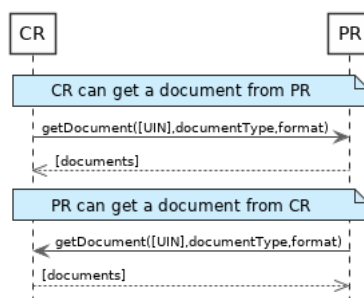 CR PR
CR can get a document from PR
getDocument([UIN],documentType,format)
[documents]
PR can get a document from CR
getDocument([UIN],documentType,format)
[documents]